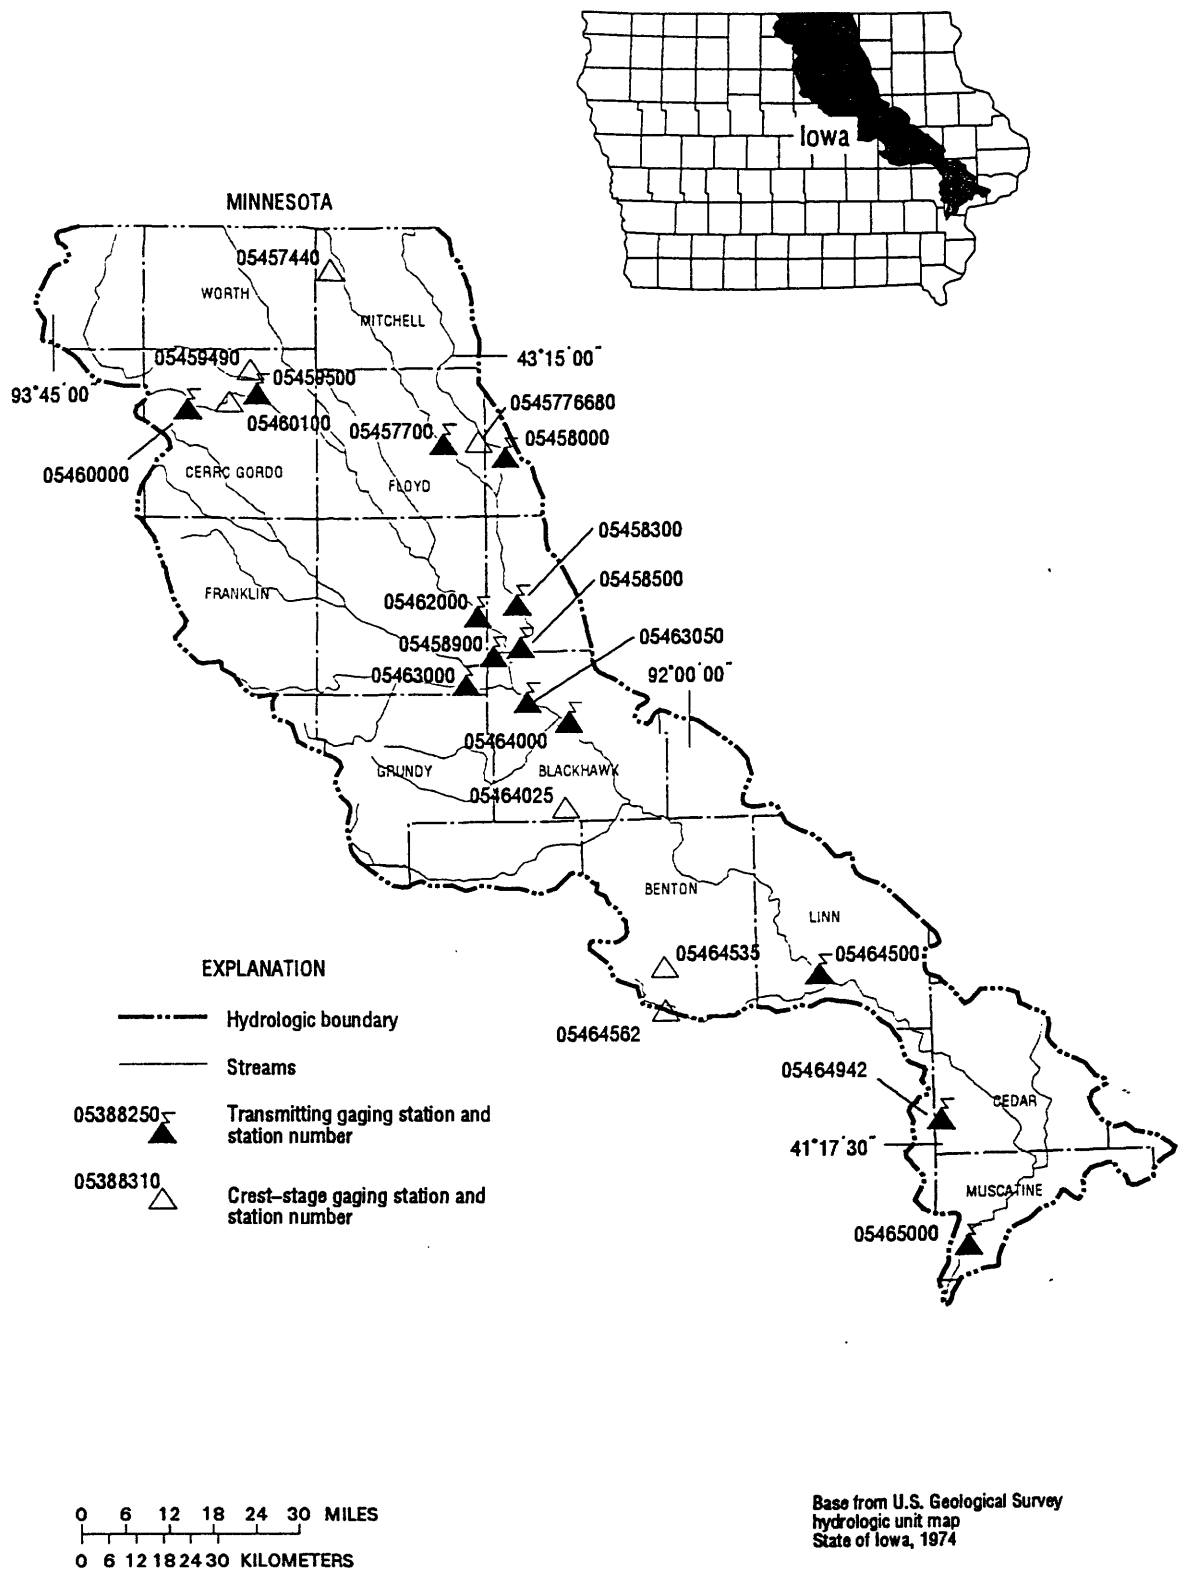 Iowa
MINNESOTA
05457440
WORTH
MITCHELL
05459490
43°15'00"
05459500
93°45'00"
0545776680
05460100
05457700
05458000
05460000
CERRC GORDO
FLOYD
05458300
05458500
FRANKLIN
05462000
05463050
05458900
05463000
92°00'00"
05464000
GRUNDY
BLACKHAWK
05464025
BENTON
LINN
05464535
05464500
EXPLANATION
Hydrologic boundary
05464562
Streams
05464942
CEDAR
05388250
Transmitting gaging station and
station number
41°17'30"
05388310
Crest-stage gaging station and
station number
MUSCATINE
05465000
0 6 12 18 24 30 MILES
0 6 12 18 24 30 KILOMETERS
Base from U.S. Geological Survey
hydrologic unit map
State of Iowa, 1974